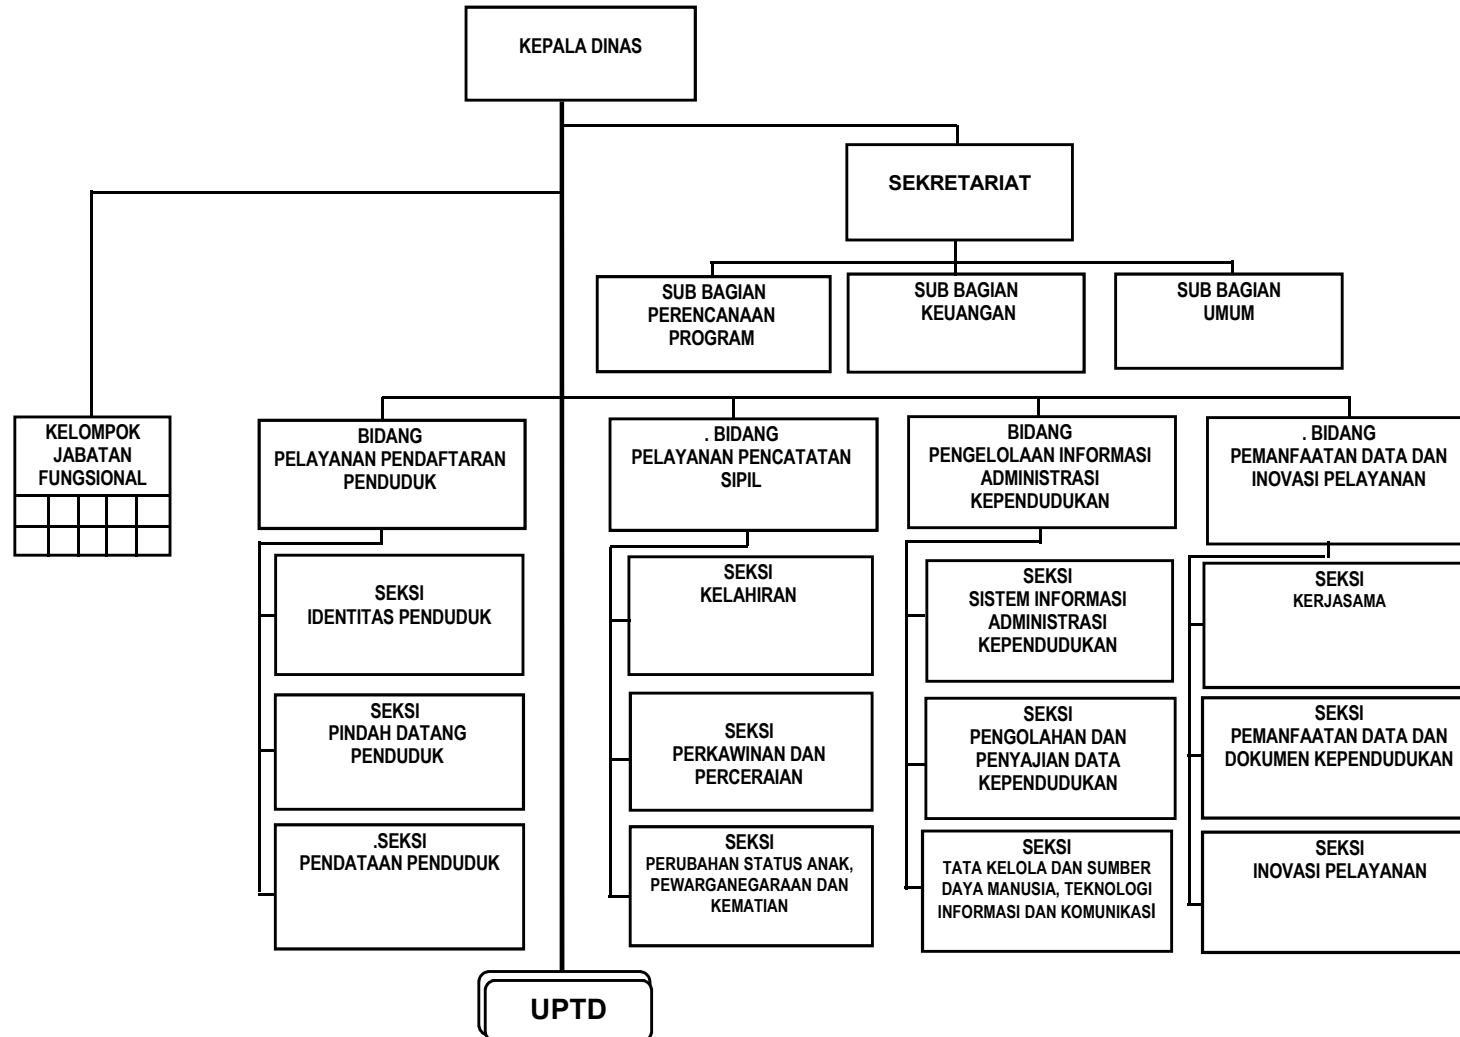 KEPALA DINAS
SEKRETARIAT
SUB BAGIAN
PERENCANAAN
PROGRAM
SUB BAGIAN
KEUANGAN
SUB BAGIAN
UMUM
KELOMPOK
JABATAN
FUNGSIONAL
BIDANG
PELAYANAN PENDAFTARAN
PENDUDUK
. BIDANG
PELAYANAN PENCATATAN
SIPIL
BIDANG
PENGELOLAAN INFORMASI
ADMINISTRASI
KEPENDUDUKAN
. BIDANG
PEMANFAATAN DATA DAN
INOVASI PELAYANAN
SEKSI
IDENTITAS PENDUDUK
SEKSI
KELAHIRAN
SEKSI
SISTEM INFORMASI
ADMINISTRASI
KEPENDUDUKAN
SEKSI
KERJASAMA
SEKSI
PINDAH DATANG
PENDUDUK
SEKSI
PERKAWINAN DAN
PERCERAIAN
SEKSI
PENGOLAHAN DAN
PENYAJIAN DATA
KEPENDUDUKAN
SEKSI
PEMANFAATAN DATA DAN
DOKUMEN KEPENDUDUKAN
.SEKSI
PENDATAAN PENDUDUK
SEKSI
PERUBAHAN STATUS ANAK,
PEWARGANEGARAAN DAN
KEMATIAN
SEKSI
TATA KELOLA DAN SUMBER
DAYA MANUSIA, TEKNOLOGI
INFORMASI DAN KOMUNIKASI
SEKSI
INOVASI PELAYANAN
UPTD